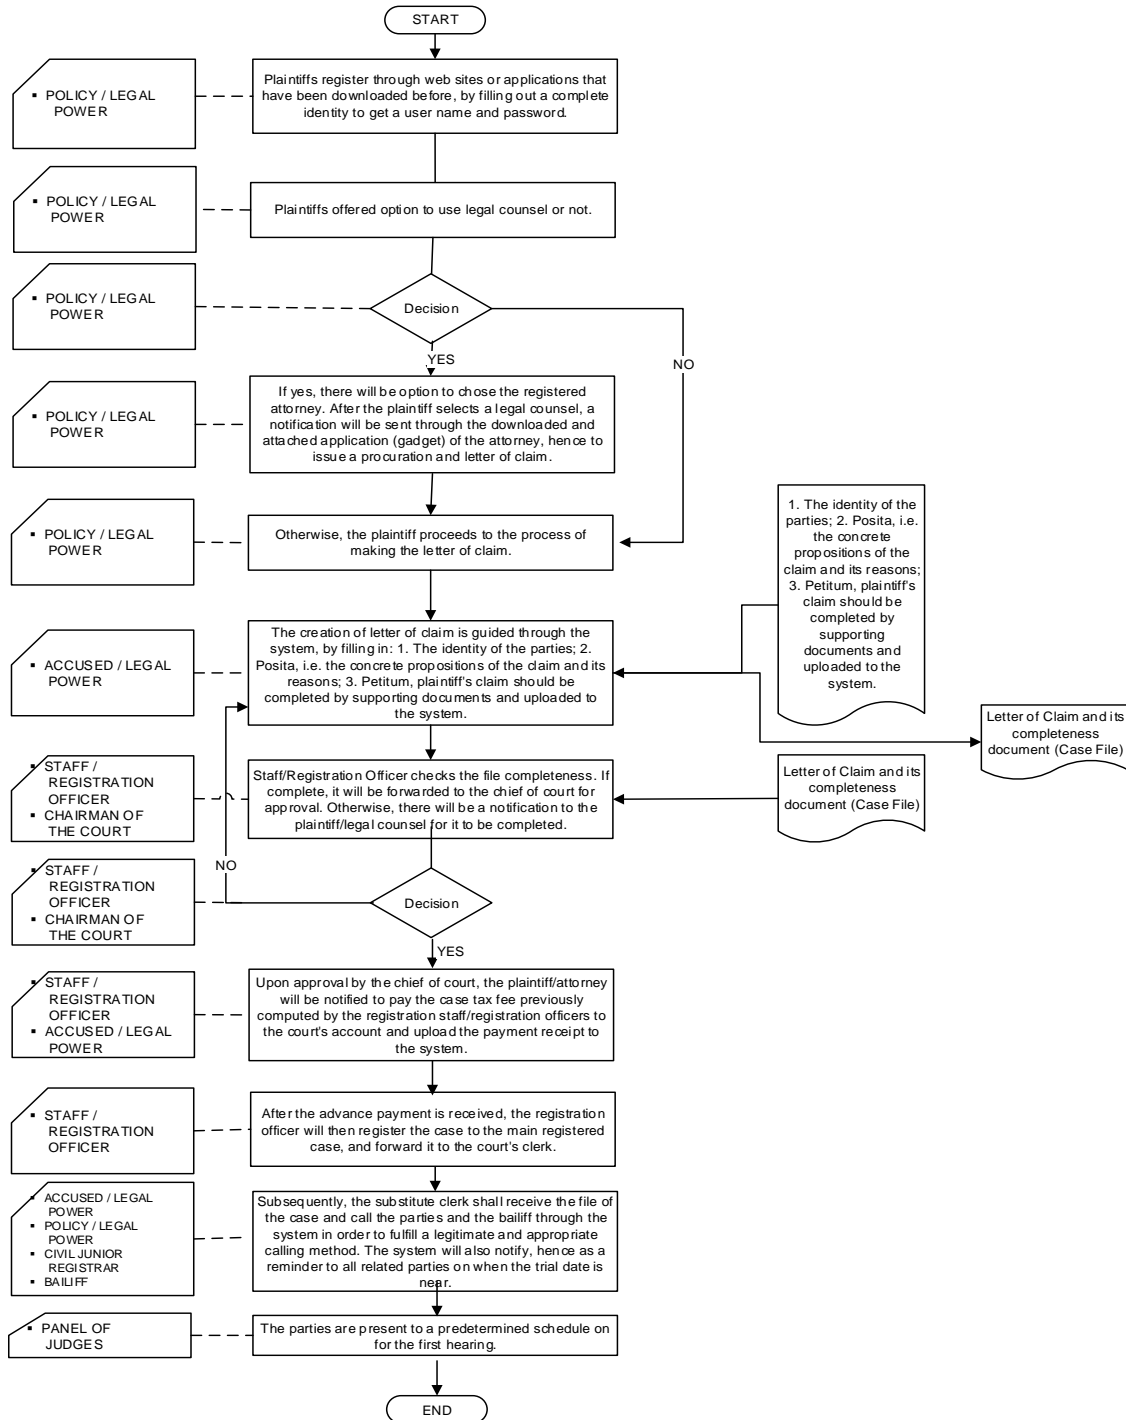 START
▪ POLICY / LEGAL
POWER
Plaintiffs register through web sites or applications that
have been downloaded before, by filling out a complete
identity to get a user name and password.
▪ POLICY / LEGAL
POWER
Plaintiffs offered option to use legal counsel or not.
▪ POLICY / LEGAL
POWER
Decision
YES
NO
▪ POLICY / LEGAL
POWER
If yes, there will be option to chose the registered
attorney. After the plaintiff selects a legal counsel, a
notification will be sent through the downloaded and
attached application (gadget) of the attorney, hence to
issue a procuration and letter of claim.
▪ POLICY / LEGAL
POWER
Otherwise, the plaintiff proceeds to the process of
making the letter of claim.
1. The identity of the
parties; 2. Posita, i.e.
the concrete
propositions of the
claim and its reasons;
3. Petitum, plaintiff's
claim should be
completed by
supporting
documents and
uploaded to the
system.
▪ ACCUSED / LEGAL
POWER
The creation of letter of claim is guided through the
system, by filling in: 1. The identity of the parties; 2.
Posita, i.e. the concrete propositions of the claim and its
reasons; 3. Petitum, plaintiff's claim should be
completed by supporting documents and uploaded to
the system.
Letter of Claim and its
completeness
document (Case File)
▪ STAFF /
REGISTRATION
OFFICER
▪ CHAIRMAN OF
THE COURT
Staff/Registration Officer checks the file completeness. If
complete, it will be forwarded to the chief of court for
approval. Otherwise, there will be a notification to the
plaintiff/legal counsel for it to be completed.
Letter of Claim and its
completeness
document (Case File)
NO
▪ STAFF /
REGISTRATION
OFFICER
▪ CHAIRMAN OF
THE COURT
Decision
YES
▪ STAFF /
REGISTRATION
OFFICER
▪ ACCUSED / LEGAL
POWER
Upon approval by the chief of court, the plaintiff/attorney
will be notified to pay the case tax fee previously
computed by the registration staff/registration officers to
the court's account and upload the payment receipt to
the system.
▪ STAFF /
REGISTRATION
OFFICER
After the advance payment is received, the registration
officer will then register the case to the main registered
case, and forward it to the court's clerk.
▪ ACCUSED / LEGAL
POWER
▪ POLICY / LEGAL
POWER
▪ CIVIL JUNIOR
REGISTRAR
▪ BAILIFF
Subsequently, the substitute clerk shall receive the file of
the case and call the parties and the bailiff through the
system in order to fulfill a legitimate and appropriate
calling method. The system will also notify, hence as a
reminder to all related parties on when the trial date is
near.
▪ PANEL OF
JUDGES
The parties are present to a predetermined schedule on
for the first hearing.
END